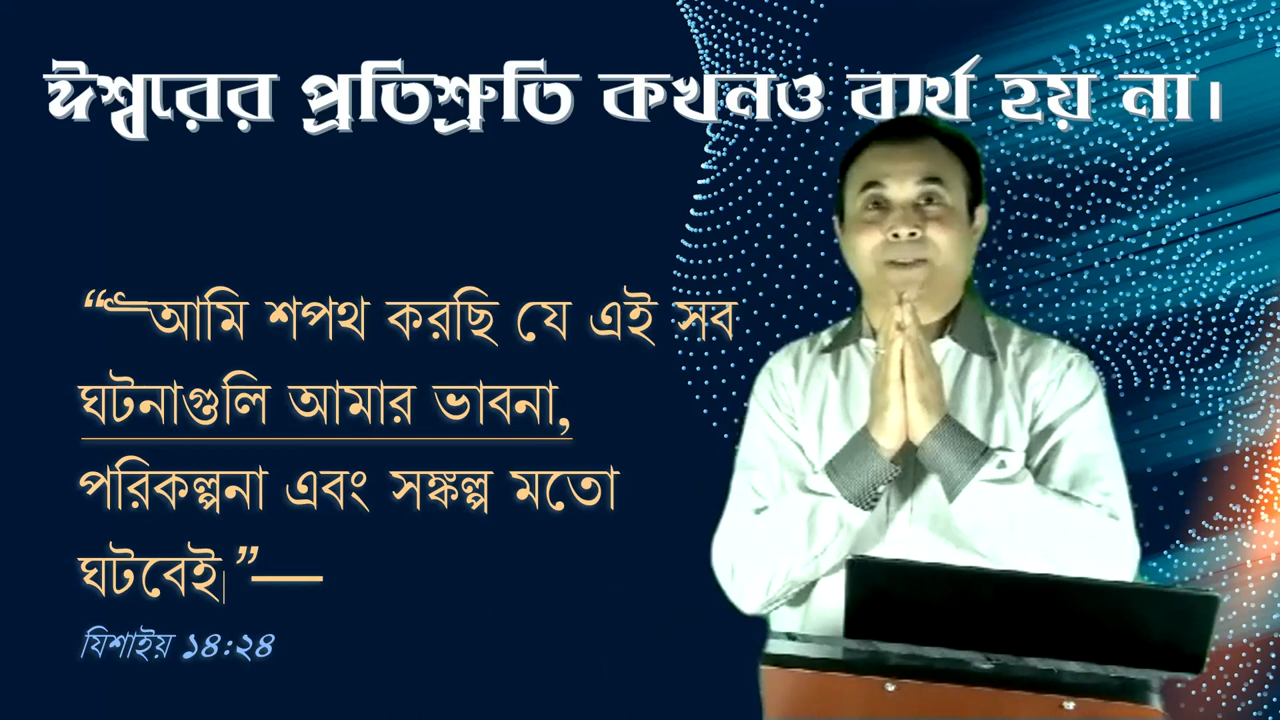 ঈশ্বরের প্রতিশ্রুতি কখনও ব্যর্থ হয় না।
“আমি শপথ করছি যে এই সব
ঘটনাগুলি আমার ভাবনা,
পরিকল্পনা এবং সঙ্কল্প মতো
ঘটবেই।”—
যিশাইয় ১৪:২৪